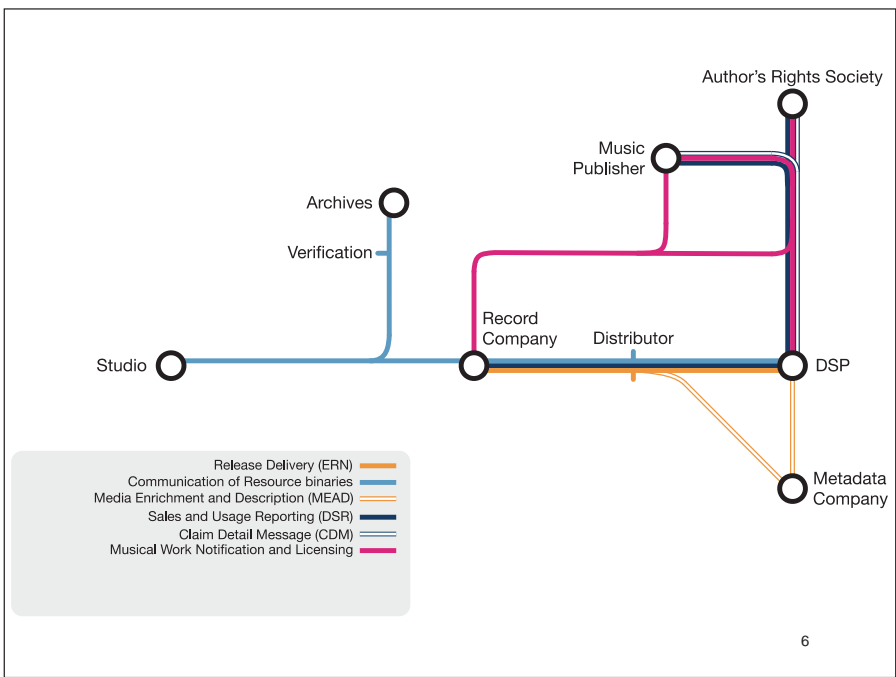 Author's Rights Society
Music
Publisher
Archives
Verification
Record
Company
Distributor
Studio
DSP
Metadata
Company
Release Delivery (ERN)
Communication of Resource binaries
Media Enrichment and Description (MEAD)
Sales and Usage Reporting (DSR)
Claim Detail Message (CDM)
Musical Work Notification and Licensing
6